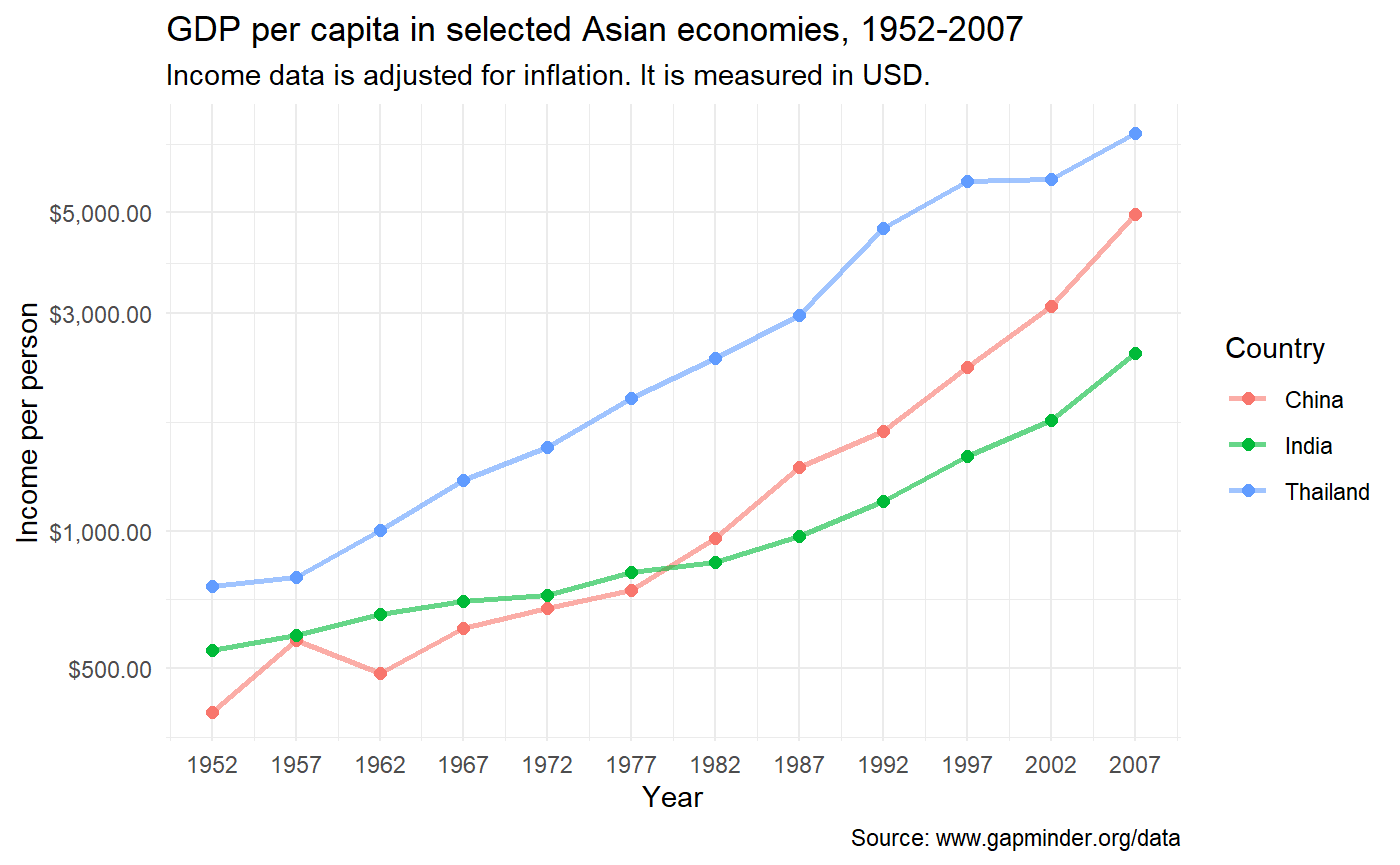 GDP per capita in selected Asian economies, 1952-2007
Income data is adjusted for inflation. It is measured in USD.
$5,000.00
$3,000.00
$1,000.00
$500.00
Income per person
1952 1957 1962 1967 1972 1977 1982 1987 1992 1997 2002 2007
Year
Country
China
India
Thailand
Source: www.gapminder.org/data